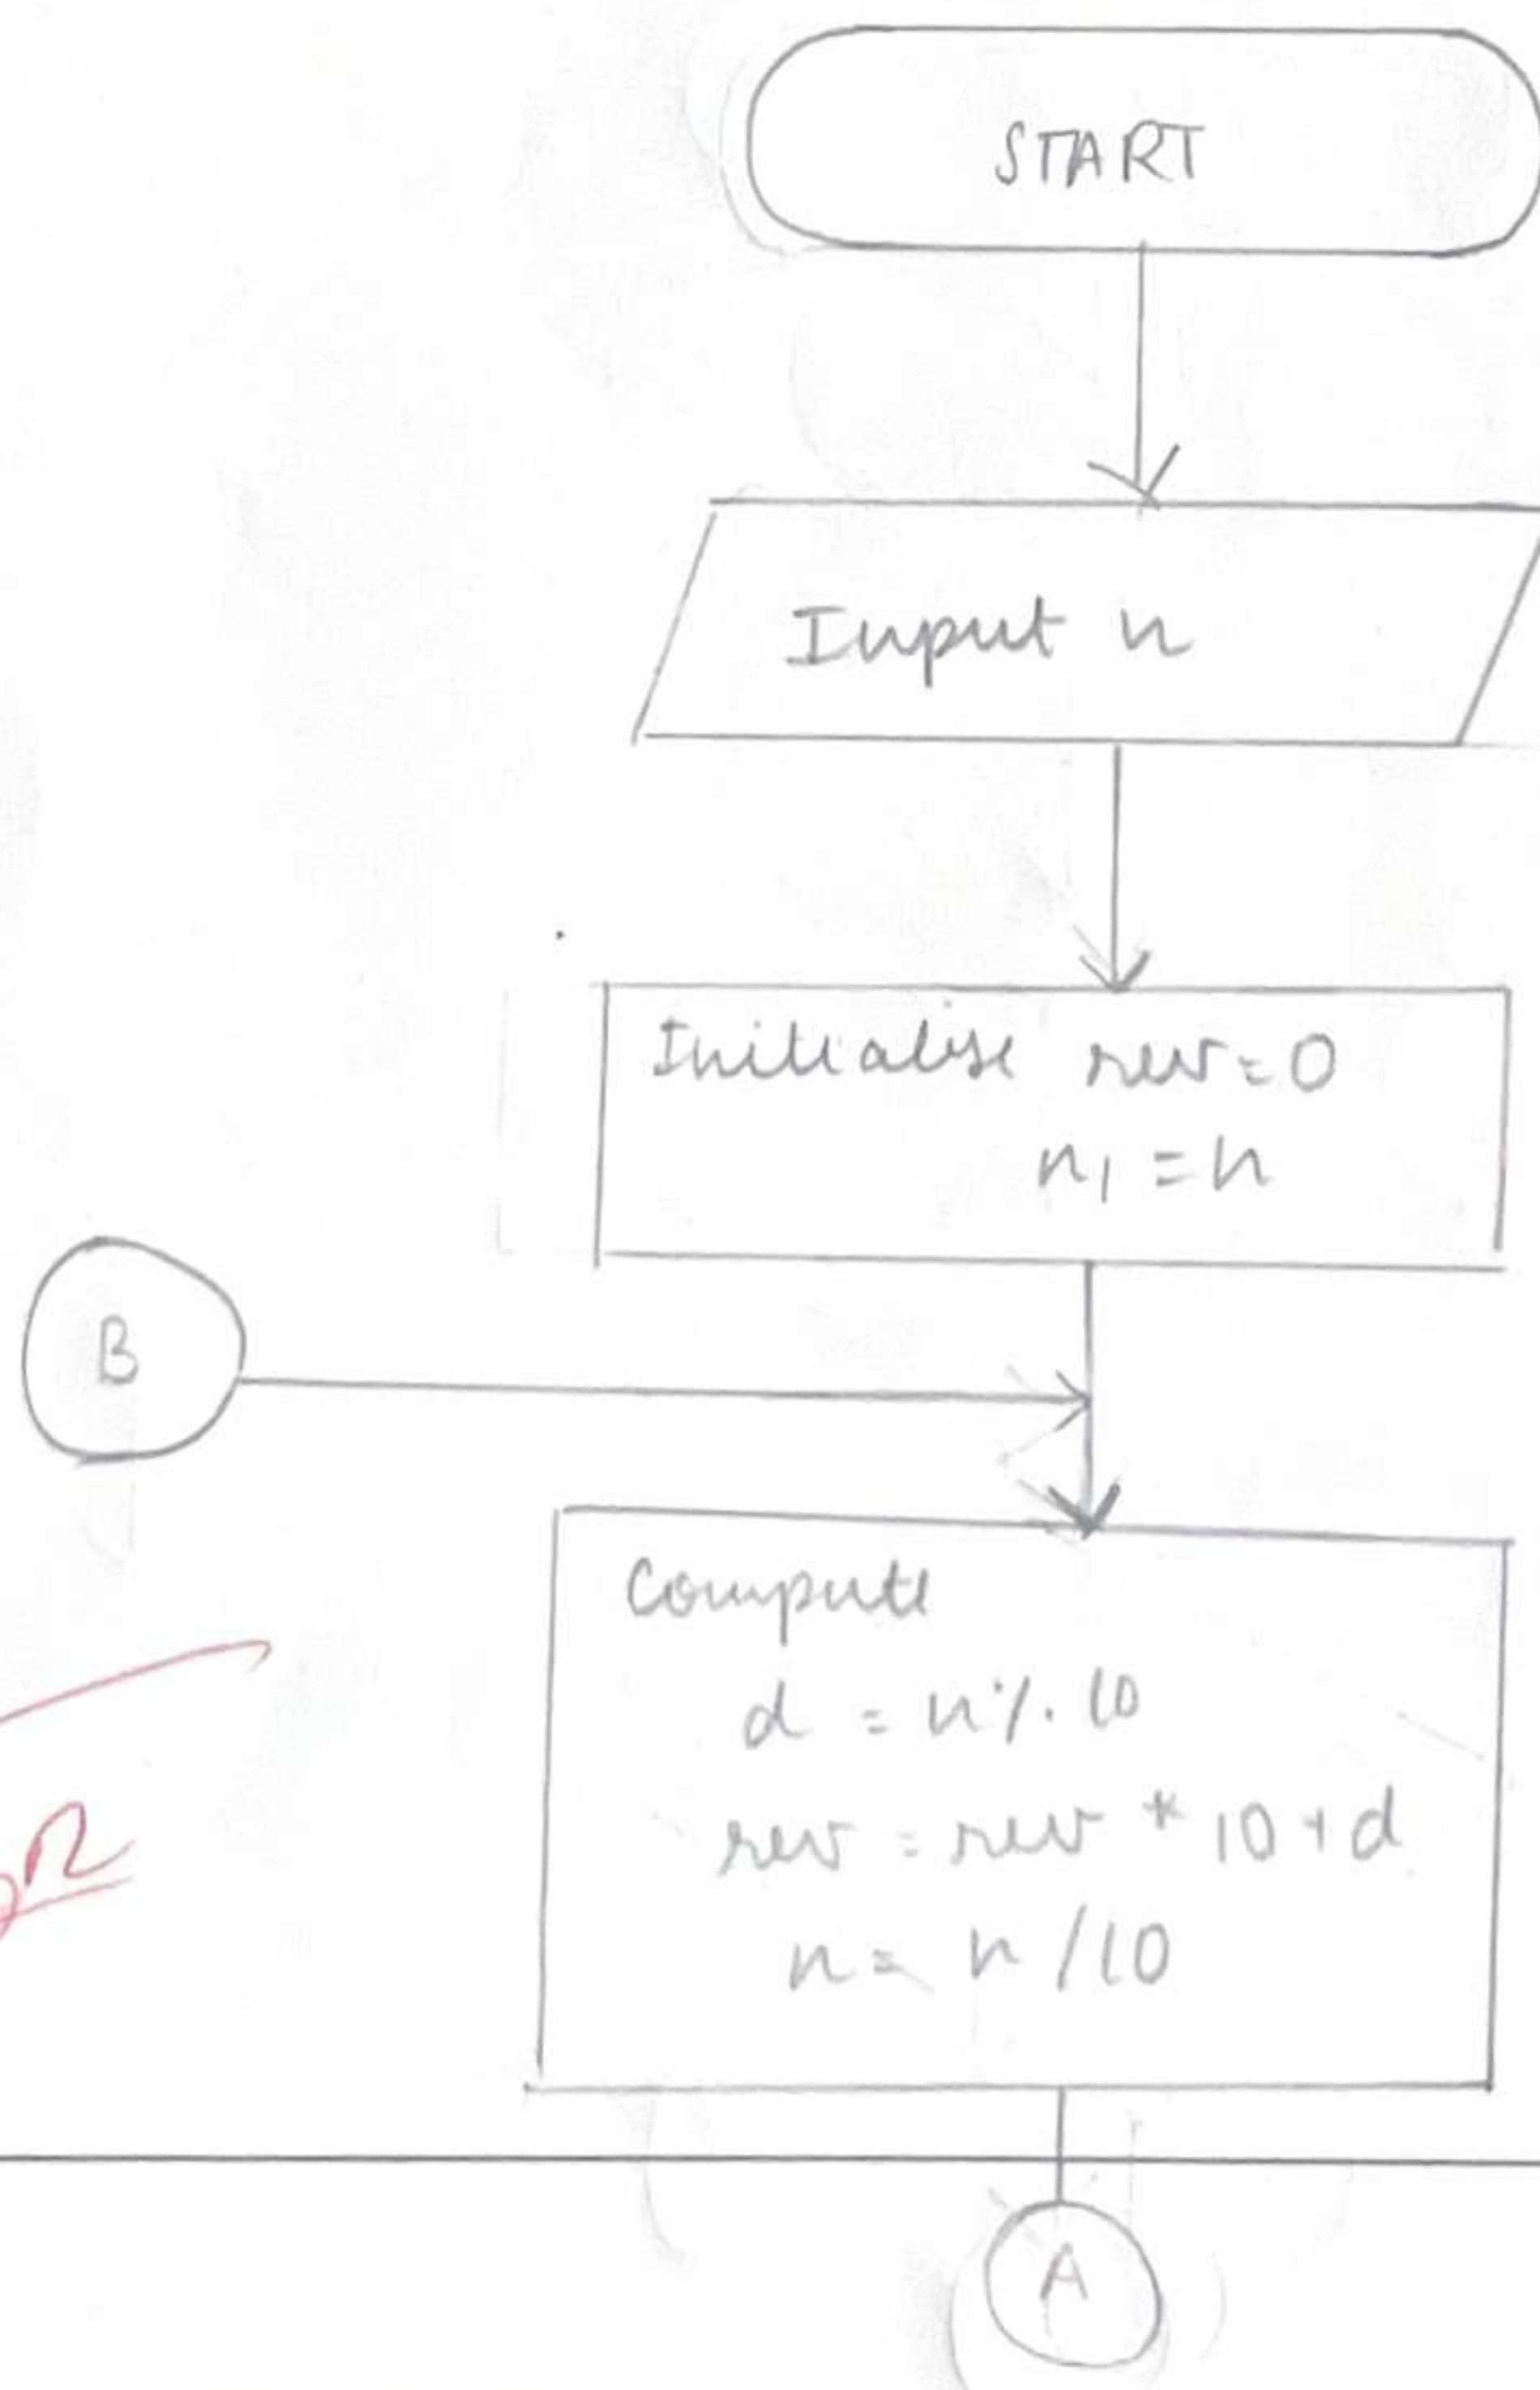 START
Input n
Initialise rev=0
n1 = n
B
Compute
d = n % 10
rev = rev * 10 + d
n = n / 10
A